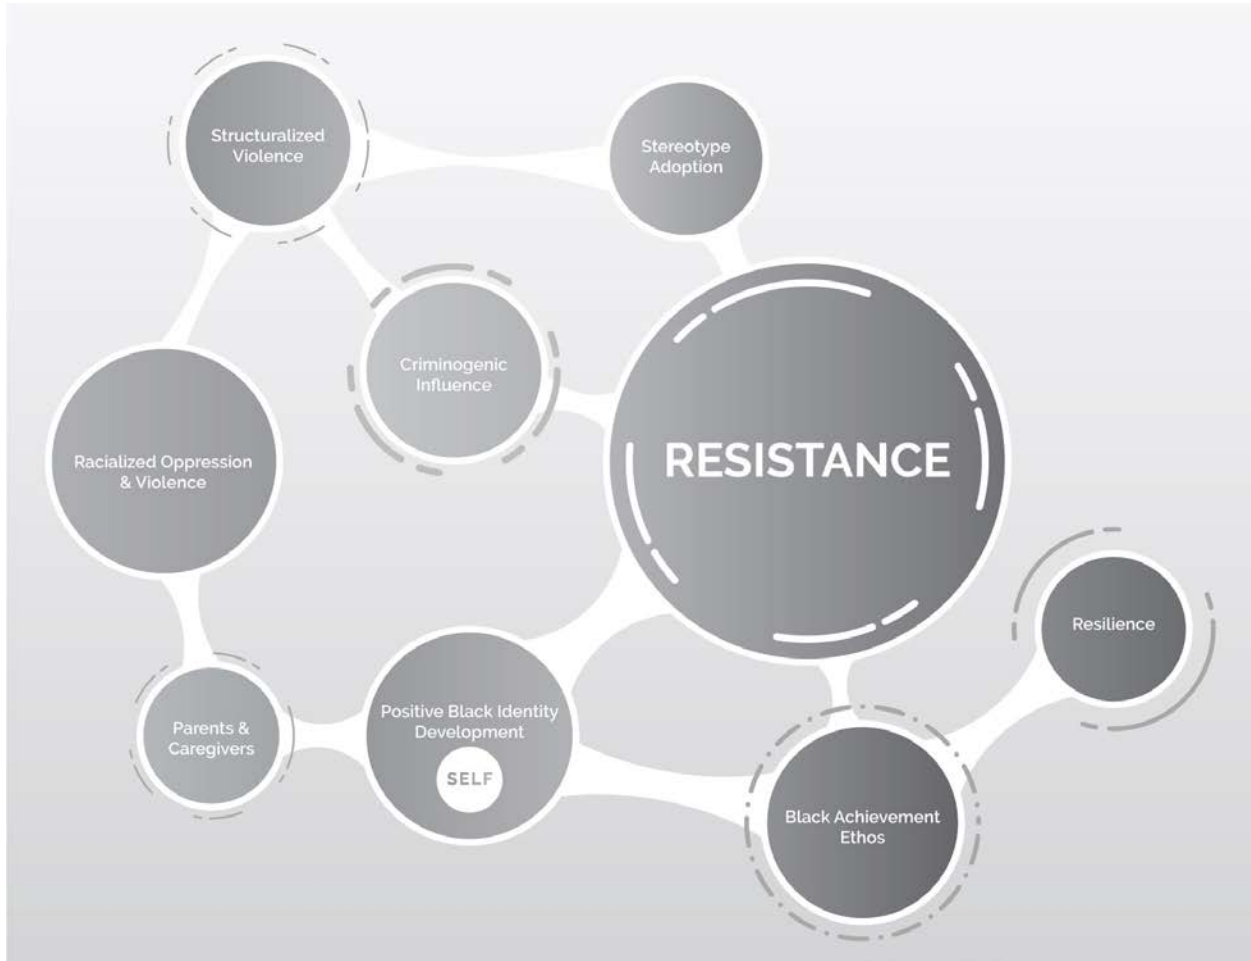 Structuralized
Violence
Stereotype
Adoption
Criminogenic
Influence
RESISTANCE
Racialized Oppression
& Violence
Resilience
Parents &
Caregivers
Positive Black Identity
Development
SELF
Black Achievement
Ethos